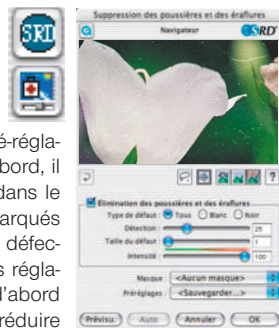 SRD
é-régla-
bord, il
dans le
arqués
défec-
s régla-
l'abord
réduire
Suppression des poussières et des éraflures
Navigateur
SRD
?
Élimination des poussières et des éraflures
Type de défaut : Tous Blanc Noir
Détection : 25
Taille du défaut : 1
Intensité : 100
Masque : <Aucun masque>
Préréglages : <Sauvegarder...>
Prévisu. Auto Annuler OK